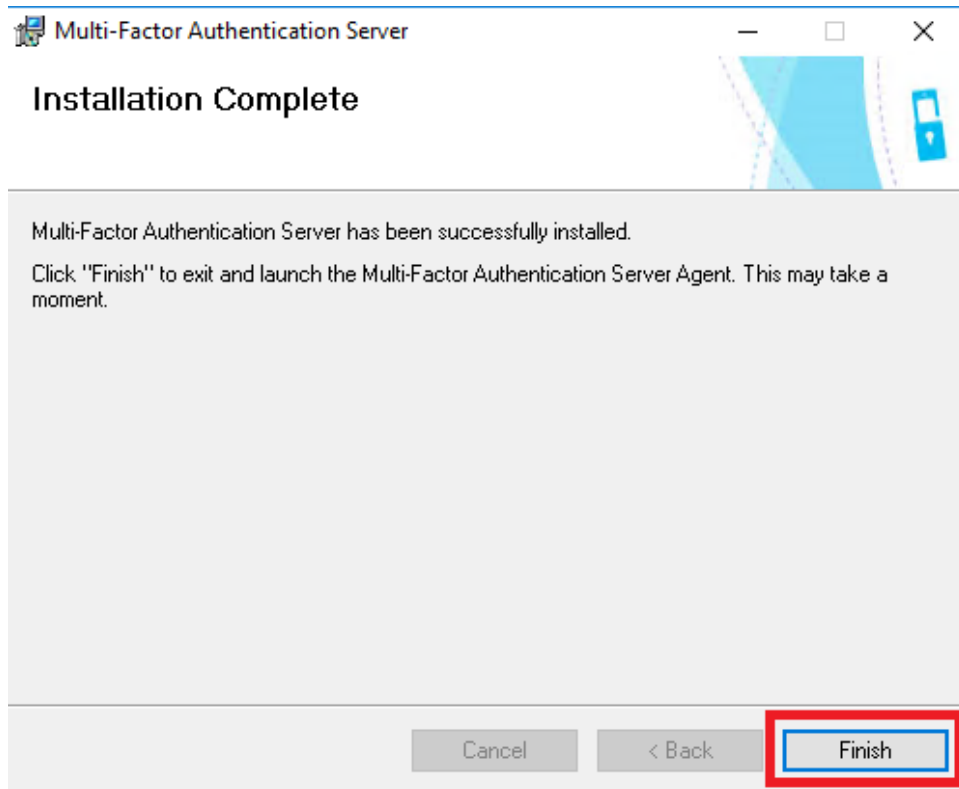 Multi-Factor Authentication Server
Installation Complete
Multi-Factor Authentication Server has been successfully installed.
Click "Finish" to exit and launch the Multi-Factor Authentication Server Agent. This may take a
moment.
Cancel
< Back
Finish